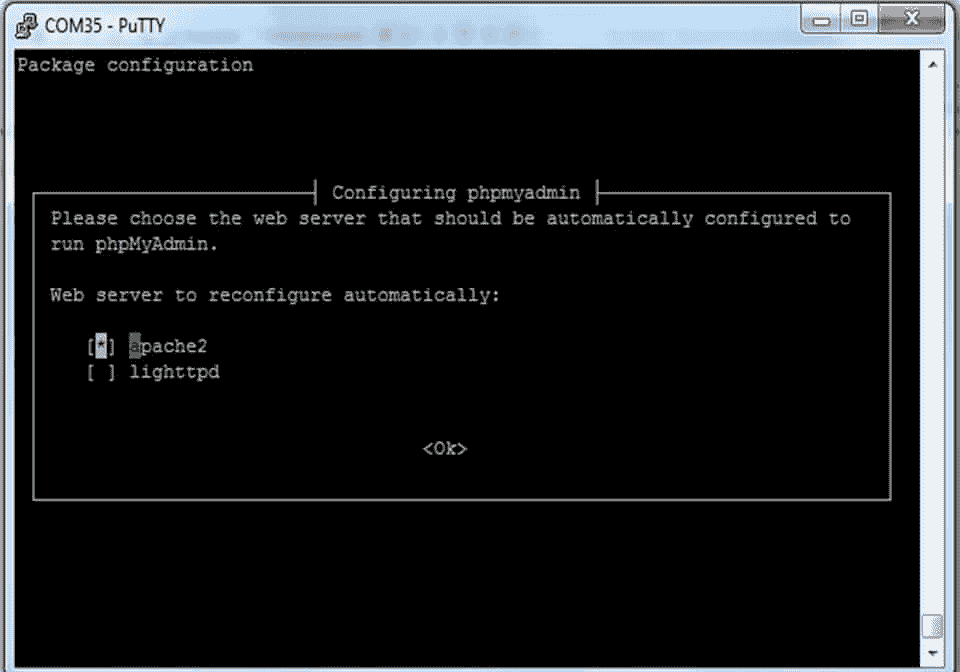 COM35 - PuTTY
Package configuration
Configuring phpmyadmin
Please choose the web server that should be automatically configured to
run phpMyAdmin.
Web server to reconfigure automatically:
[*] apache2
[ ] lighttpd
<Ok>